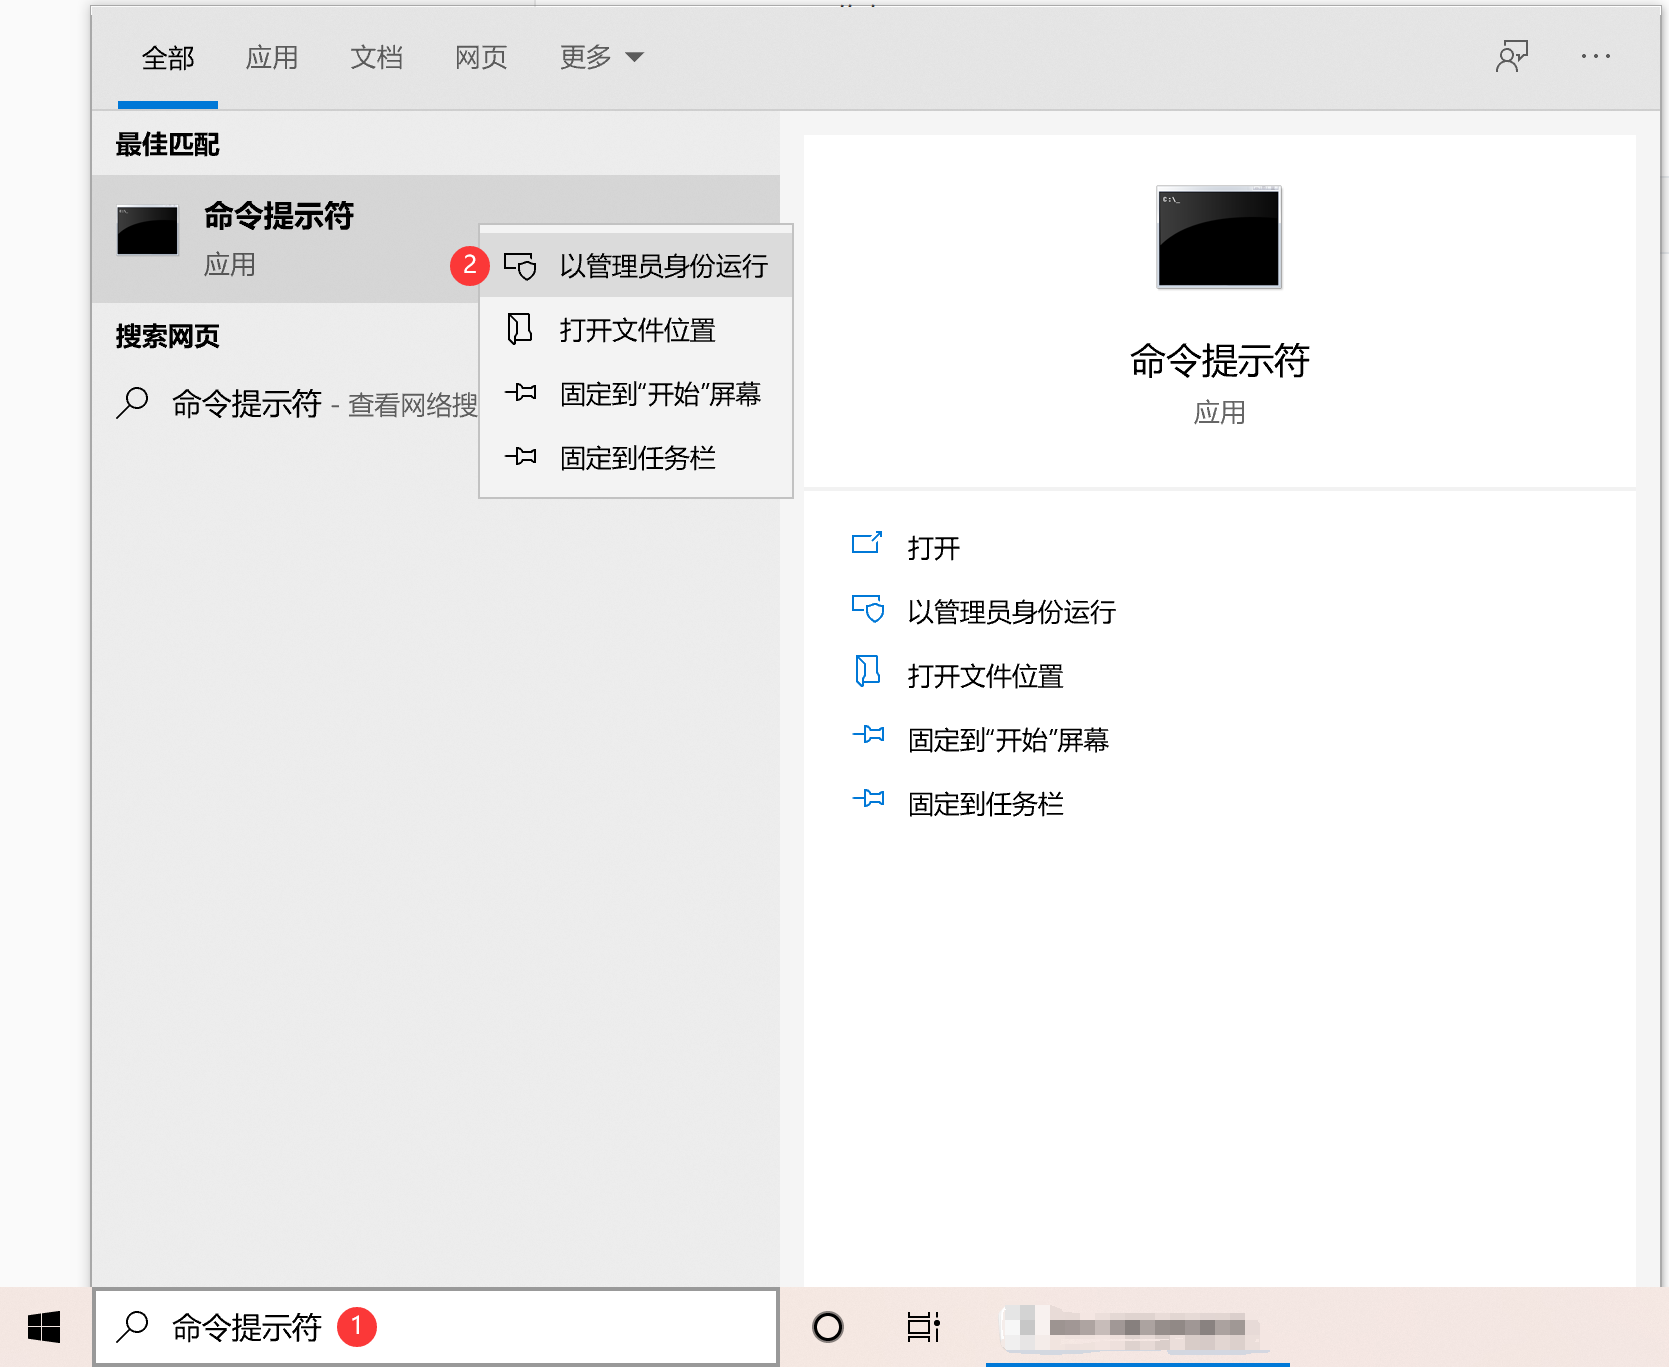 全部 应用 文档 网页 更多
最佳匹配
命令提示符
应用
2 以管理员身份运行
打开文件位置
固定到“开始”屏幕
固定到任务栏
搜索网页
命令提示符 - 查看网络搜
C:\_
命令提示符
应用
打开
以管理员身份运行
打开文件位置
固定到“开始”屏幕
固定到任务栏
命令提示符 1